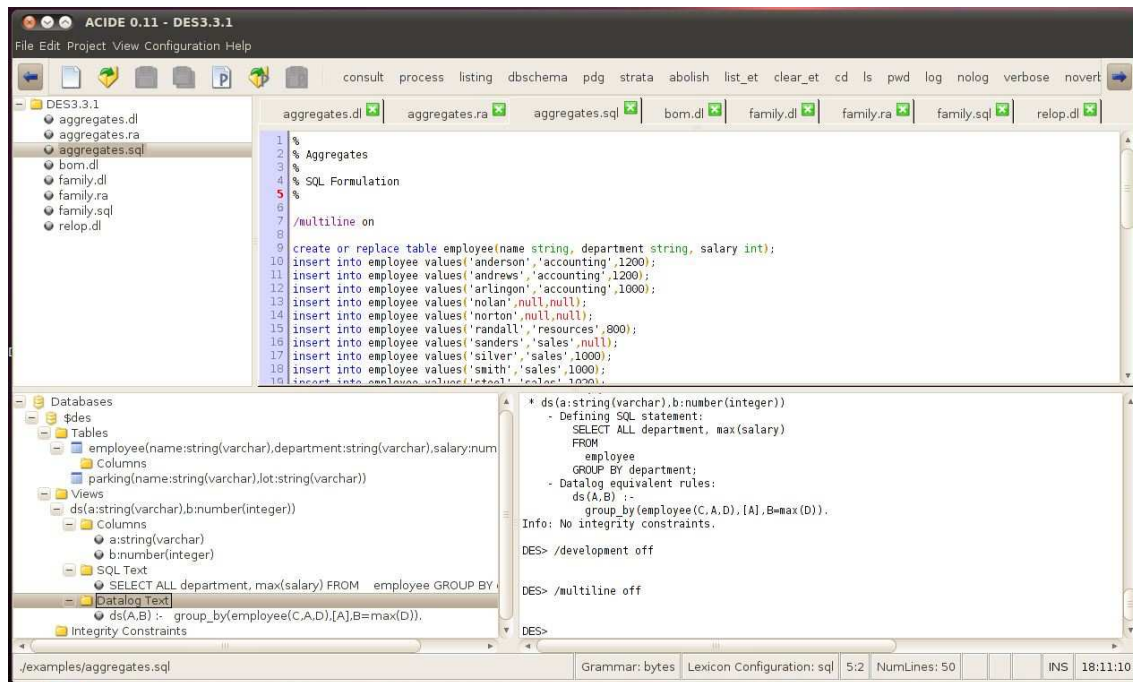 ACIDE 0.11 - DES3.3.1
File Edit Project View Configuration Help
consult process listing dbschema pdg strata abolish list_et clear_et cd ls pwd log nolog verbose noverb
DES3.3.1
aggregates.dl
aggregates.ra
aggregates.sql
bom.dl
family.dl
family.ra
family.sql
relop.dl
aggregates.dl aggregates.ra aggregates.sql bom.dl family.dl family.ra family.sql relop.dl
1 %
2 % Aggregates
3 %
4 % SQL Formulation
5 %
6
7 /multiline on
8
9 create or replace table employee(name string, department string, salary int);
10 insert into employee values('anderson','accounting',1200);
11 insert into employee values('andrews','accounting',1200);
12 insert into employee values('arlingon','accounting',1000);
13 insert into employee values('nolan',null,null);
14 insert into employee values('norton',null,null);
15 insert into employee values('randall','resources',800);
16 insert into employee values('sanders','sales',null);
17 insert into employee values('silver','sales',1000);
18 insert into employee values('smith','sales',1000);
19 insert into employee values('steel','sales',1020);
Databases
$des
Tables
employee(name:string(varchar),department:string(varchar),salary:num
Columns
parking(name:string(varchar),lot:string(varchar))
Views
ds(a:string(varchar),b:number(integer))
Columns
a:string(varchar)
b:number(integer)
SQL Text
SELECT ALL department, max(salary) FROM employee GROUP BY
Datalog Text
ds(A,B) :- group_by(employee(C,A,D),[A],B=max(D)).
Integrity Constraints
* ds(a:string(varchar),b:number(integer))
- Defining SQL statement:
SELECT ALL department, max(salary)
FROM
employee
GROUP BY department;
- Datalog equivalent rules:
ds(A,B) :-
group_by(employee(C,A,D),[A],B=max(D)).
Info: No integrity constraints.
DES> /development off
DES> /multiline off
DES>
./examples/aggregates.sql
Grammar: bytes Lexicon Configuration: sql 5:2 NumLines: 50 INS 18:11:10